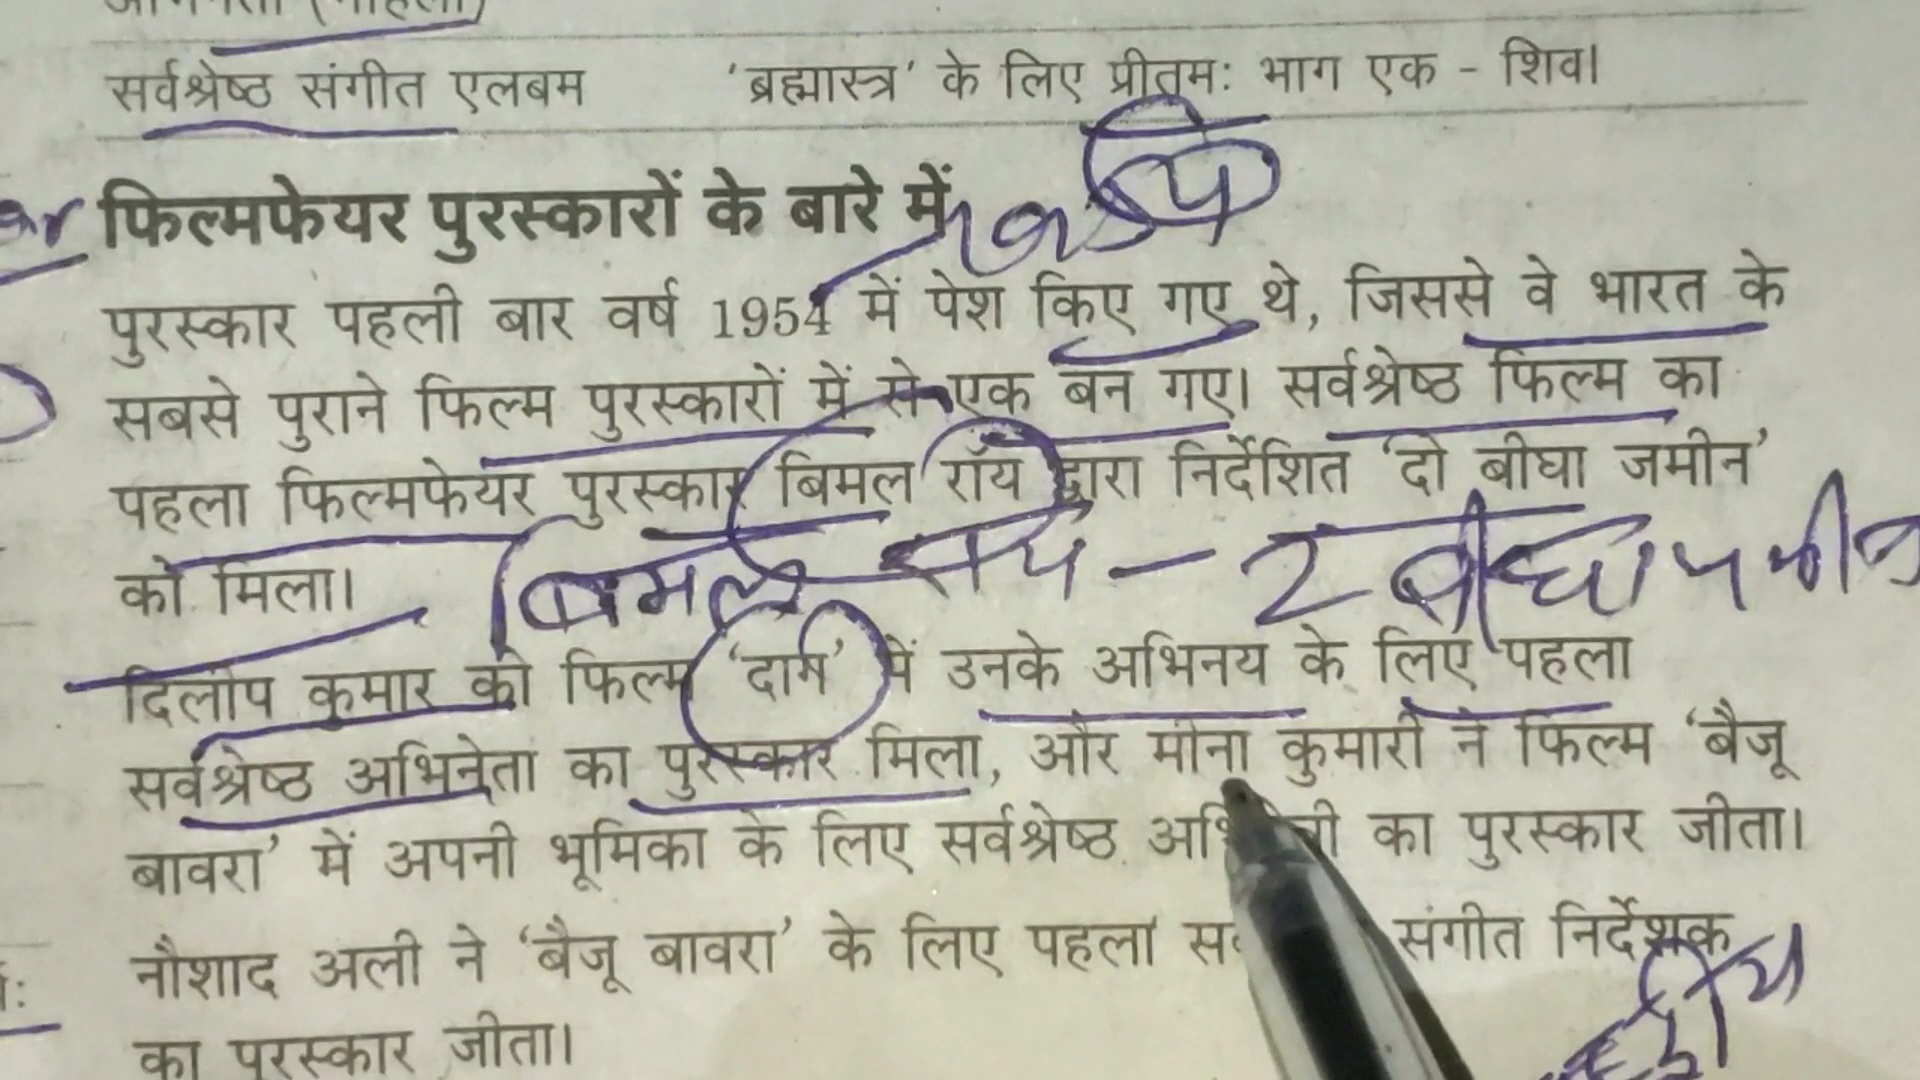 सर्वश्रेष्ठ संगीत एलबम 'ब्रह्मास्त्र' के लिए प्रीतम: भाग एक - शिव।
फिल्मफेयर पुरस्कारों के बारे में
पुरस्कार पहली बार वर्ष 1954 में पेश किए गए थे, जिससे वे भारत के
सबसे पुराने फिल्म पुरस्कारों में से एक बन गए। सर्वश्रेष्ठ फिल्म का
पहला फिल्मफेयर पुरस्कार बिमल रॉय द्वारा निर्देशित 'दो बीघा जमीन'
को मिला।
बिमल राय - 2 बीघा
दिलीप कुमार को फिल्म 'दाग' में उनके अभिनय के लिए पहला
सर्वश्रेष्ठ अभिनेता का पुरस्कार मिला, और मीना कुमारी ने फिल्म 'बैजू
बावरा' में अपनी भूमिका के लिए सर्वश्रेष्ठ का पुरस्कार जीता।
नौशाद अली ने 'बैजू बावरा' के लिए पहला संगीत निर्देशक
का पुरस्कार जीता।